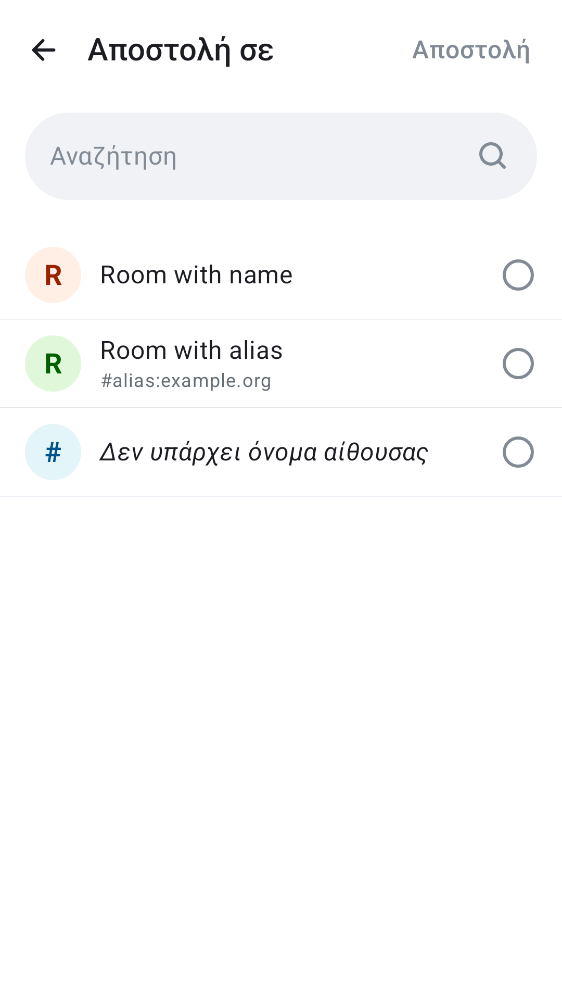 Αποστολή σε
Αποστολή
Αναζήτηση
R
Room with name
R
Room with alias
#alias:example.org
#
Δεν υπάρχει όνομα αίθουσας